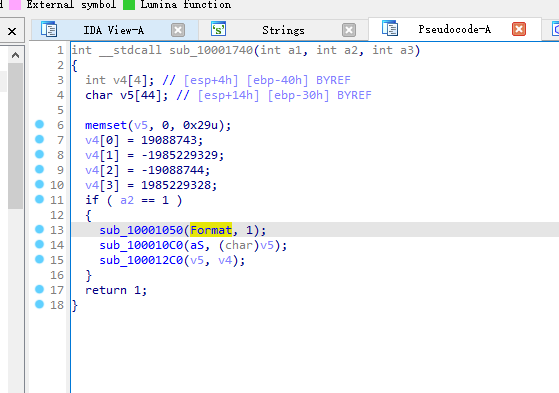 External symbol Lumina function
IDA View-A Strings Pseudocode-A
1 int __stdcall sub_10001740(int a1, int a2, int a3)
2 {
3 int v4[4]; // [esp+4h] [ebp-40h] BYREF
4 char v5[44]; // [esp+14h] [ebp-30h] BYREF
5
6 memset(v5, 0, 0x29u);
7 v4[0] = 19088743;
8 v4[1] = -1985229329;
9 v4[2] = -19088744;
10 v4[3] = 1985229328;
11 if ( a2 == 1 )
12 {
13 sub_10001050(Format, 1);
14 sub_100010C0(aS, (char)v5);
15 sub_100012C0(v5, v4);
16 }
17 return 1;
18 }